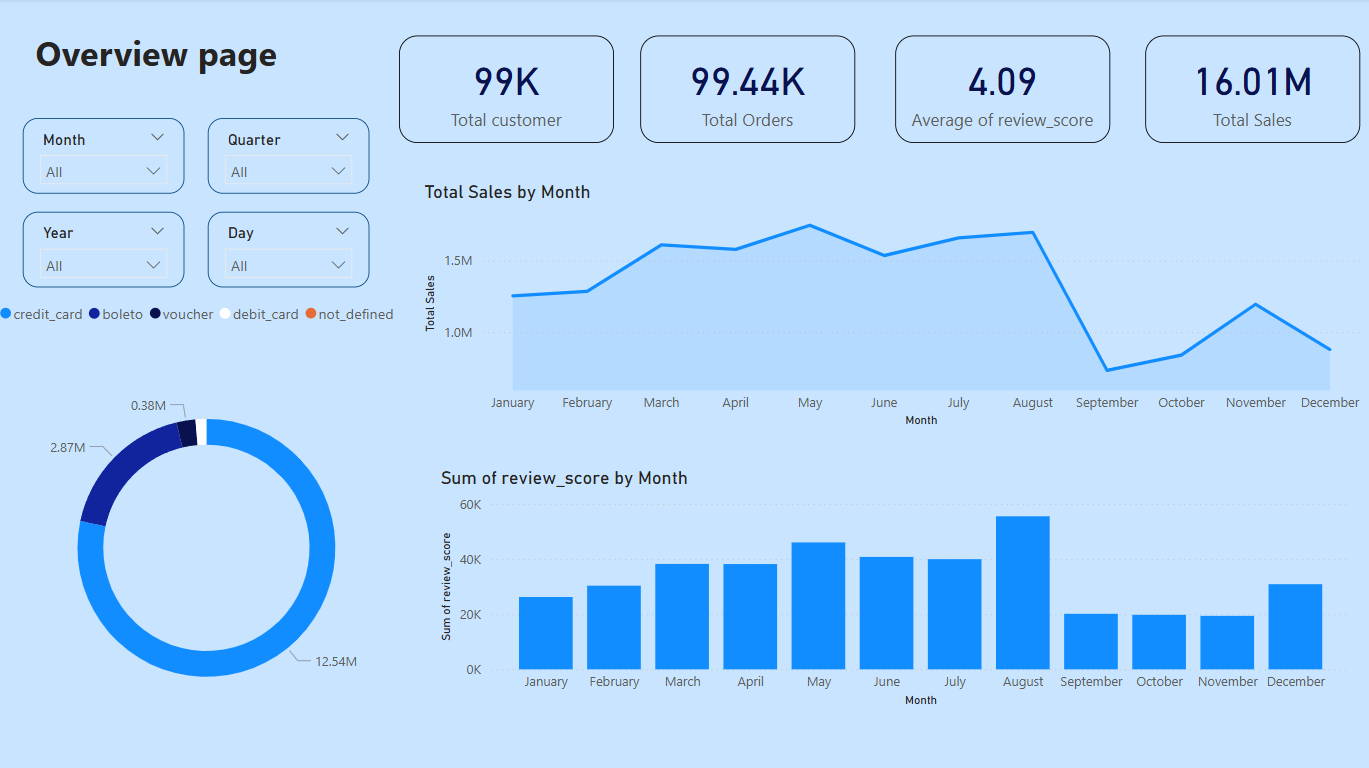 Overview page
99K
Total customer
99.44K
Total Orders
4.09
Average of review_score
16.01M
Total Sales
Month
All
Quarter
All
Year
All
Day
All
credit_card boleto voucher debit_card not_defined
0.38M
2.87M
12.54M
Total Sales by Month
Total Sales
1.5M
1.0M
January February March April May June July August September October November December
Month
Sum of review_score by Month
Sum of review_score
60K
40K
20K
0K
January February March April May June July August September October November December
Month